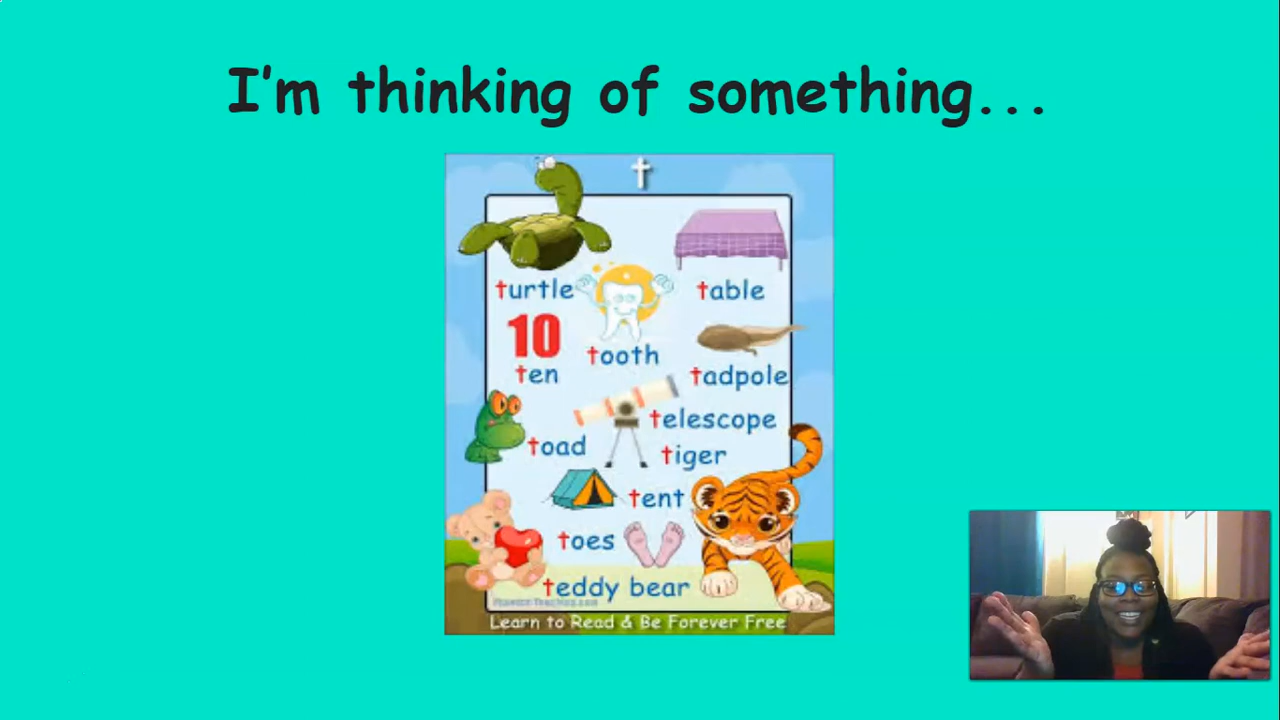 I'm thinking of something...
t
turtle
table
10
tooth
ten
tadpole
telescope
toad
tiger
tent
toes
teddy bear
Learn to Read & Be Forever Free